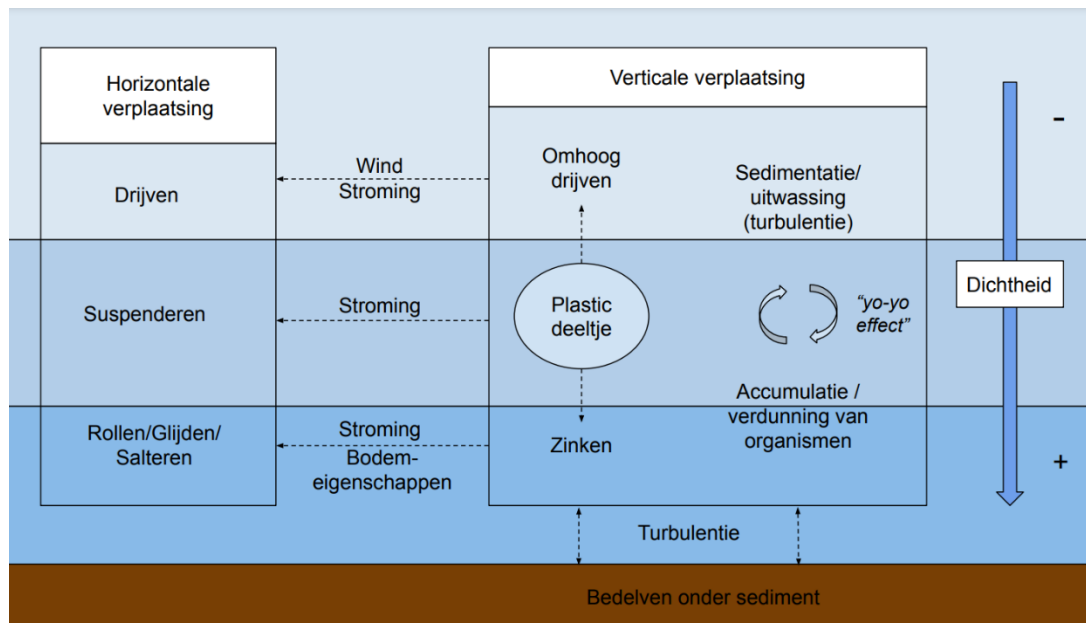 Horizontale
verplaatsing
Drijven
Suspenderen
Rollen/Glijden/
Salteren
Wind
Stroming
Stroming
Stroming
Bodem-
eigenschappen
Verticale verplaatsing
Omhoog
drijven
Plastic
deeltje
Zinken
Sedimentatie/
uitwassing
(turbulentie)
“yo-yo
effect”
Accumulatie /
verdunning van
organismen
-
Dichtheid
+
Turbulentie
Bedelven onder sediment